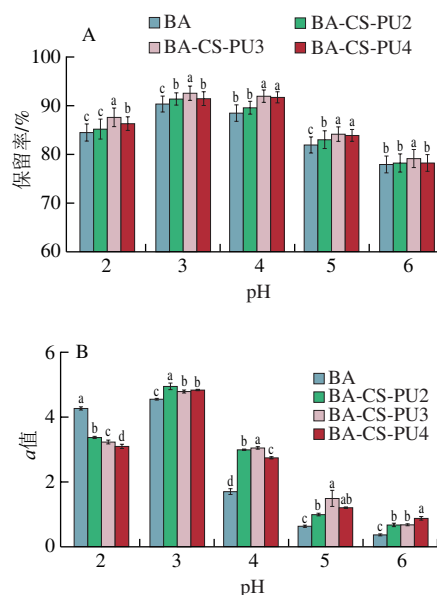 A
BA
BA-CS-PU2
BA-CS-PU3
BA-CS-PU4
100
90
80
70
60
保留率/%
c c a b
c b a b
c b a a
c b a a
b b a b
2 3 4 5 6
pH
B
BA
BA-CS-PU2
BA-CS-PU3
BA-CS-PU4
6
4
2
0
a值
a b c d
c a b b
d b a c
c b a ab
c b b a
2 3 4 5 6
pH